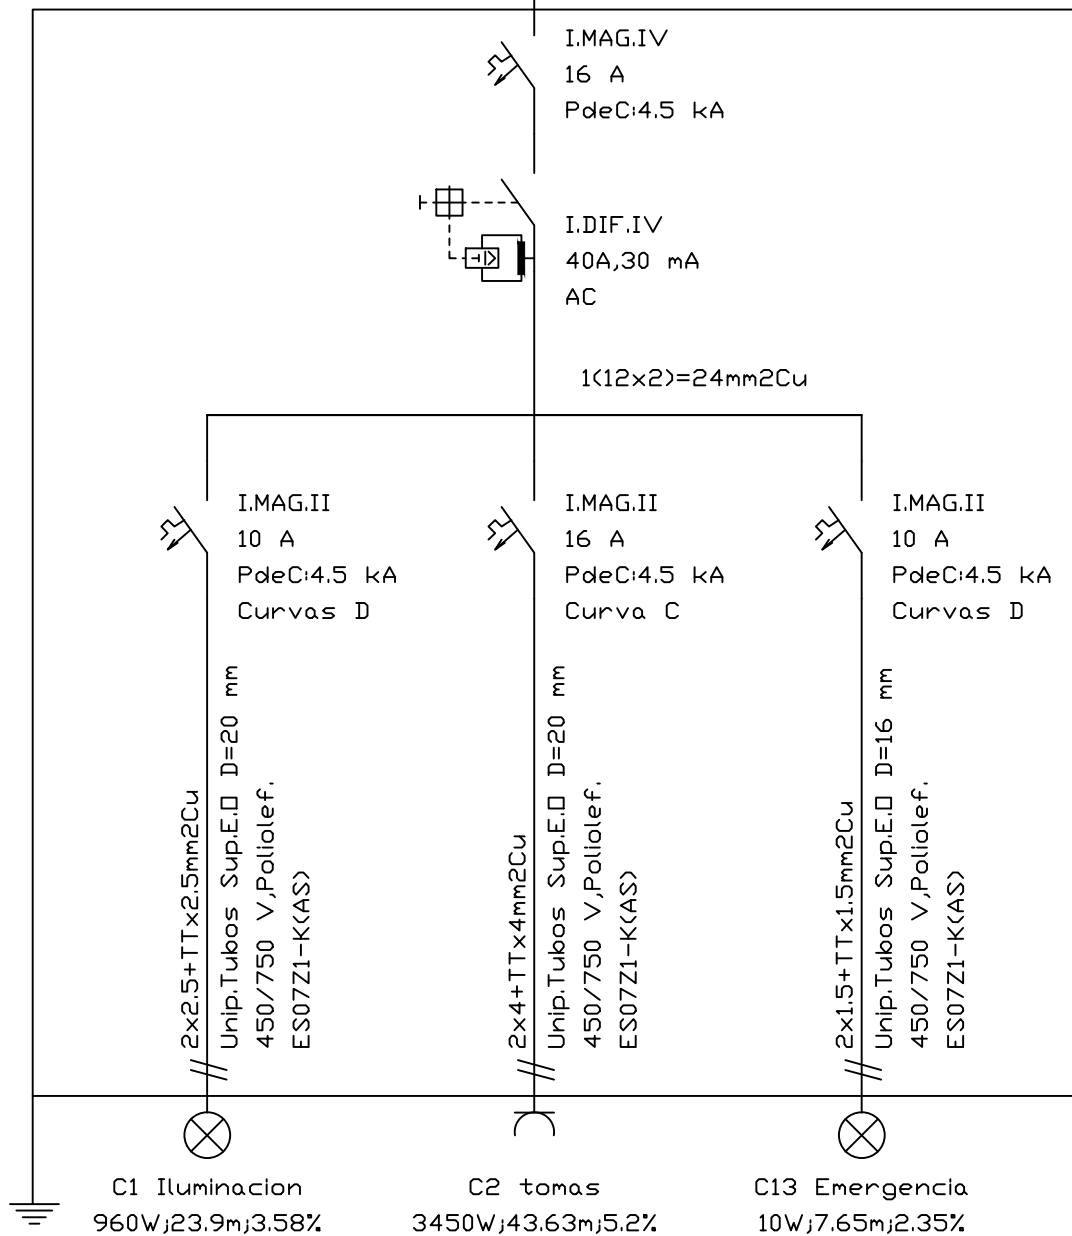 I.MAG.IV
16 A
PdeC:4.5 kA
I.DIF.IV
40A,30 mA
AC
1(12x2)=24mm2Cu
I.MAG.II
10 A
PdeC:4.5 kA
Curvas D
I.MAG.II
16 A
PdeC:4.5 kA
Curva C
I.MAG.II
10 A
PdeC:4.5 kA
Curvas D
2x2.5+TTx2.5mm2Cu
Unip.Tubos Sup.E.O D=20 mm
450/750 V,Poliolef.
ES07Z1-K(AS)
2x4+TTx4mm2Cu
Unip.Tubos Sup.E.O D=20 mm
450/750 V,Poliolef.
ES07Z1-K(AS)
2x1.5+TTx1.5mm2Cu
Unip.Tubos Sup.E.O D=16 mm
450/750 V,Poliolef.
ES07Z1-K(AS)
C1 Iluminacion
960W;23.9m;3.58%
C2 tomas
3450W;43.63m;5.2%
C13 Emergencia
10W;7.65m;2.35%